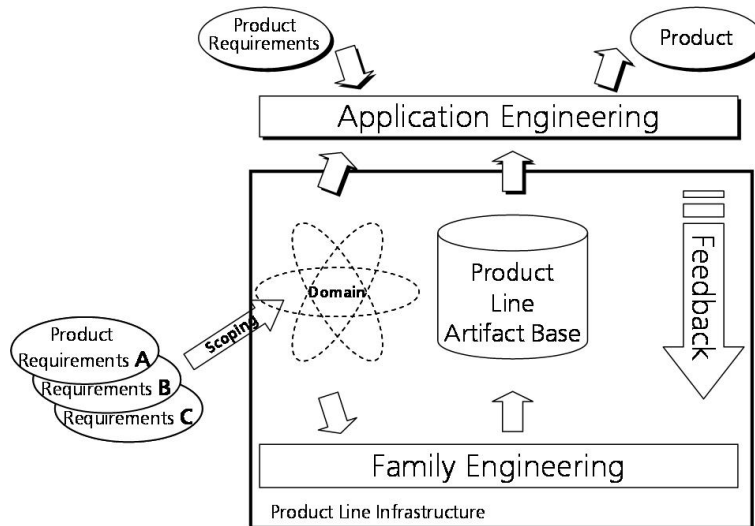 Product
Requirements
Product
Application Engineering
Domain
Product
Line
Artifact Base
Feedback
Scoping
Product
Requirements A
Requirements B
Requirements C
Family Engineering
Product Line Infrastructure